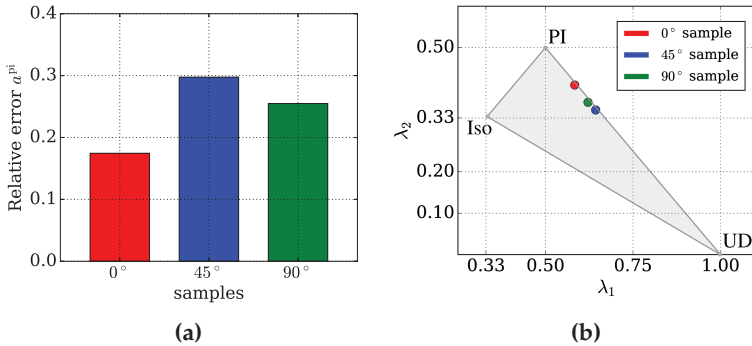 0.4
0.3
0.2
0.1
0.0
Relative error a^pi
0° 45° 90°
samples
(a)
0.50
0.33
0.20
0.10
λ2
PI
Iso
UD
0° sample
45° sample
90° sample
0.33 0.50 0.75 1.00
λ1
(b)